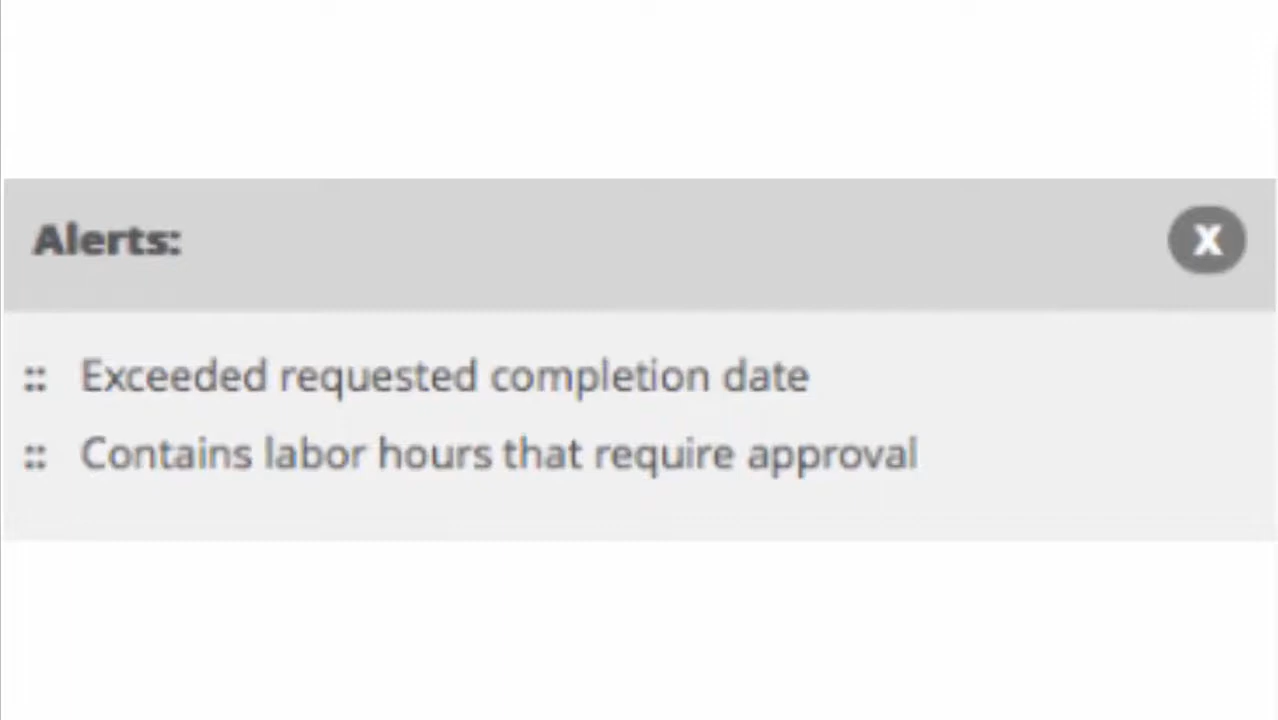 Alerts:
X
:: Exceeded requested completion date
:: Contains labor hours that require approval